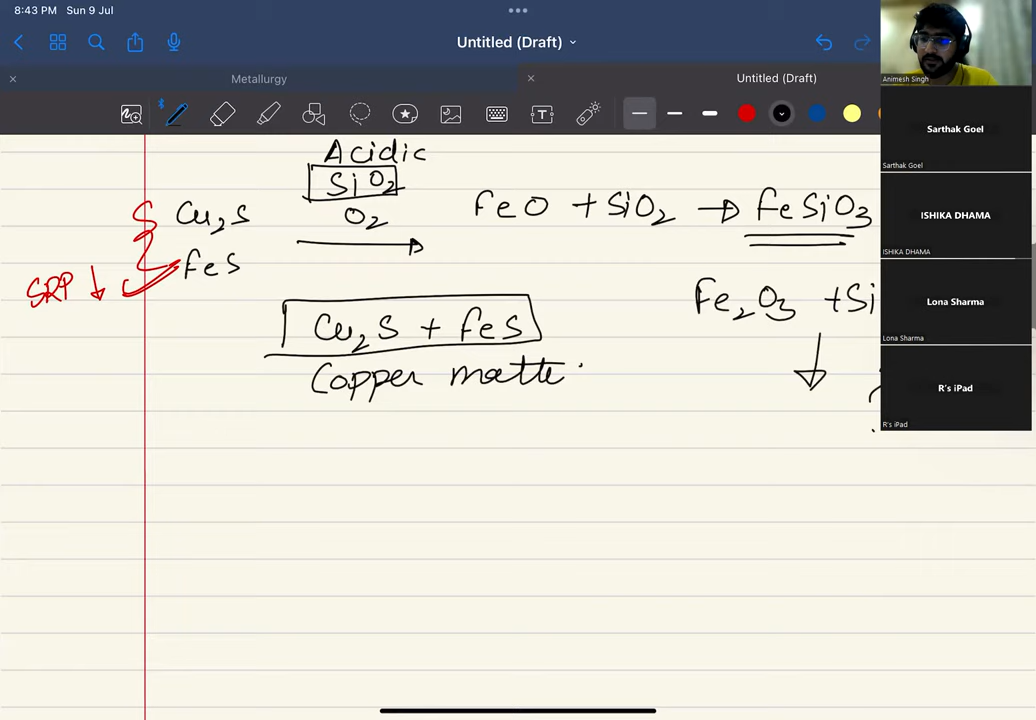 8:43 PM Sun 9 Jul
Untitled (Draft)
Metallurgy
Untitled (Draft)
Animesh Singh
Sarthak Goel
Sarthak Goel
ISHIKA DHAMA
ISHIKA DHAMA
Lona Sharma
Lona Sharma
R's iPad
R's iPad
Acidic
SiO₂
Cu₂S
O₂
FeO + SiO₂ → FeSiO₃
FeS
SRP ↓
Cu₂S + FeS
Fe₂O₃ + Si
Copper matte